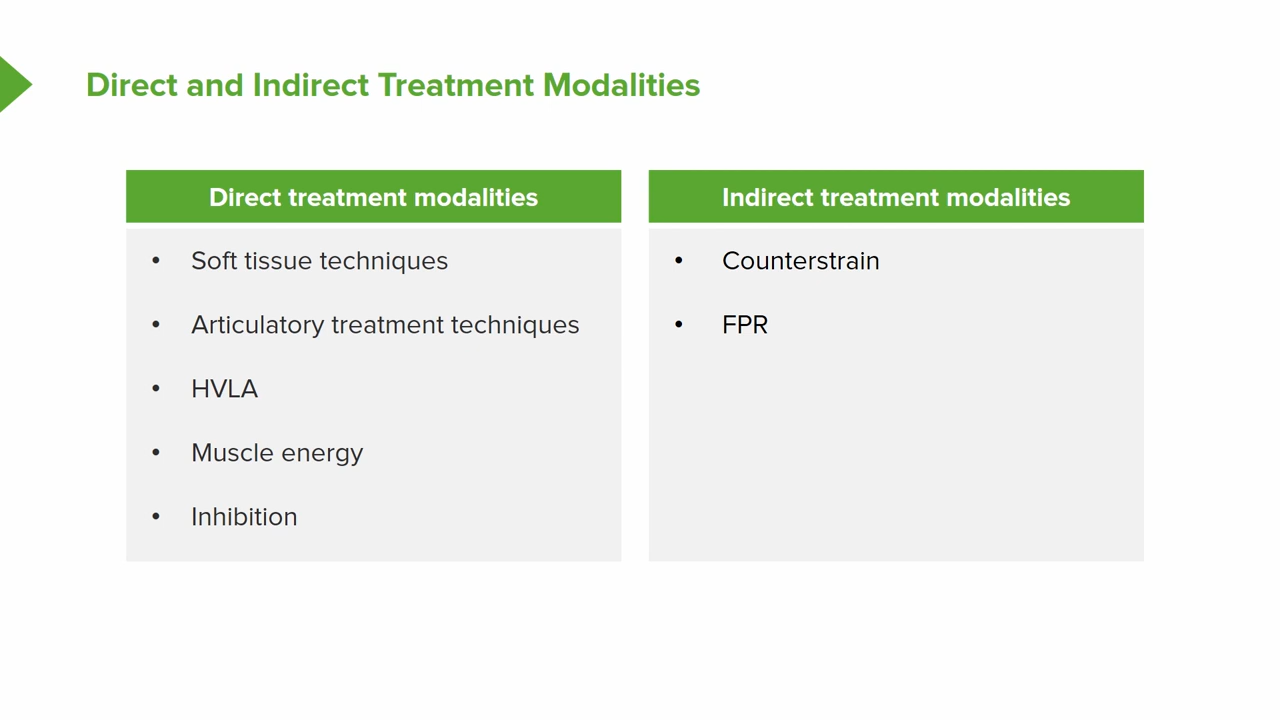 Direct and Indirect Treatment Modalities
Direct treatment modalities
• Soft tissue techniques
• Articulatory treatment techniques
• HVLA
• Muscle energy
• Inhibition
Indirect treatment modalities
• Counterstrain
• FPR